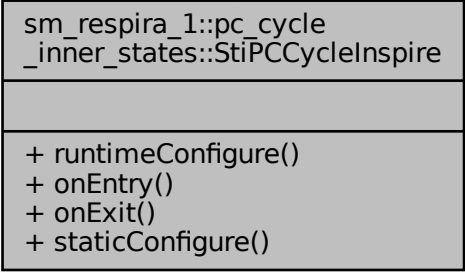 sm_respira_1::pc_cycle
_inner_states::StiPCCycleInspire
+ runtimeConfigure()
+ onEntry()
+ onExit()
+ staticConfigure()